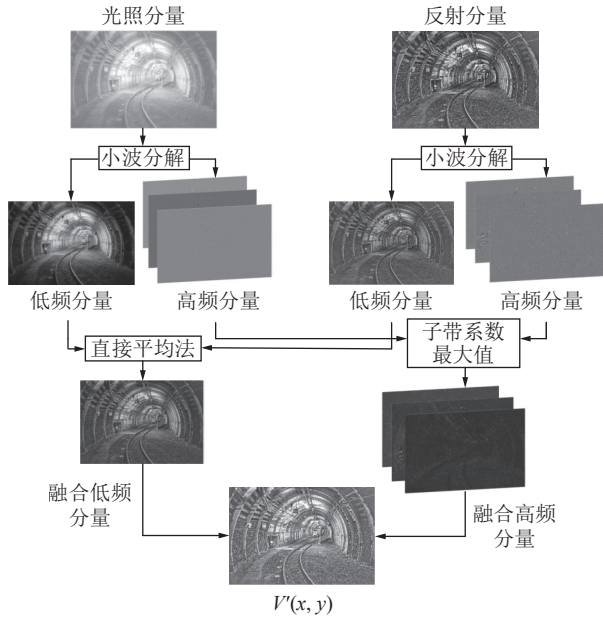 光照分量
反射分量
小波分解
小波分解
低频分量
高频分量
低频分量
高频分量
直接平均法
子带系数
最大值
融合低频
分量
融合高频
分量
V′(x, y)